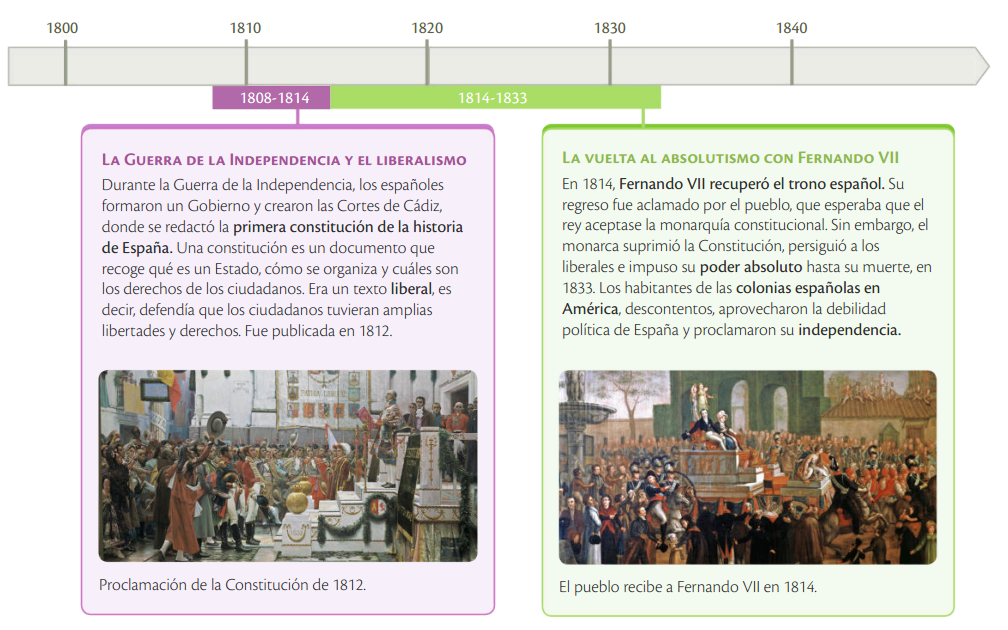 1800
1810
1820
1830
1840
1808-1814
1814-1833
La Guerra de la Independencia y el liberalismo
Durante la Guerra de la Independencia, los españoles
formaron un Gobierno y crearon las Cortes de Cádiz,
donde se redactó la primera constitución de la historia
de España. Una constitución es un documento que
recoge qué es un Estado, cómo se organiza y cuáles son
los derechos de los ciudadanos. Era un texto liberal, es
decir, defendía que los ciudadanos tuvieran amplias
libertades y derechos. Fue publicada en 1812.
Proclamación de la Constitución de 1812.
La vuelta al absolutismo con Fernando VII
En 1814, Fernando VII recuperó el trono español. Su
regreso fue aclamado por el pueblo, que esperaba que el
rey aceptase la monarquía constitucional. Sin embargo, el
monarca suprimió la Constitución, persiguió a los
liberales e impuso su poder absoluto hasta su muerte, en
1833. Los habitantes de las colonias españolas en
América, descontentos, aprovecharon la debilidad
política de España y proclamaron su independencia.
El pueblo recibe a Fernando VII en 1814.